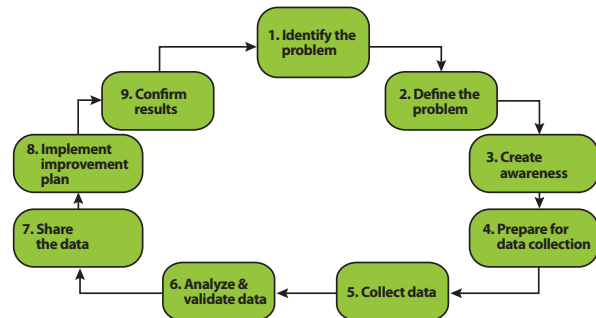 1. Identify the
problem
2. Define the
problem
3. Create
awareness
4. Prepare for
data collection
5. Collect data
6. Analyze &
validate data
7. Share
the data
8. Implement
improvement
plan
9. Confirm
results